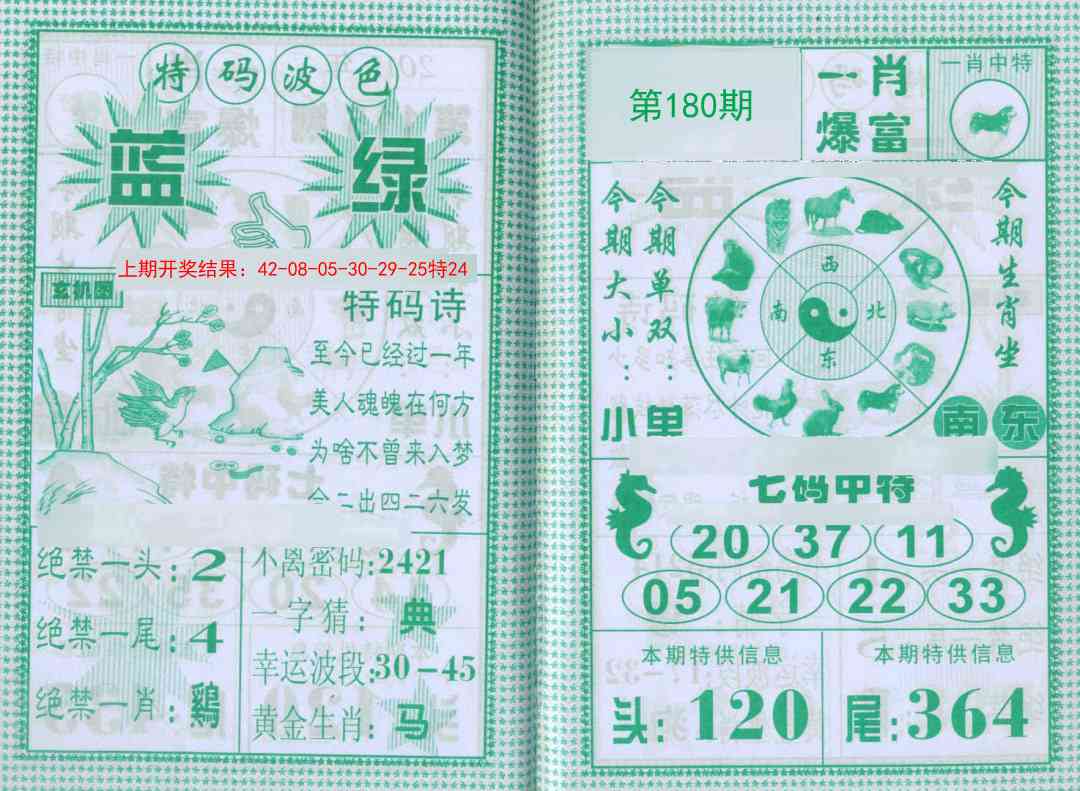 特码波色
蓝 绿
上期开奖结果：42-08-05-30-29-25特24
玄机图
特码诗
至今已经过一年
美人魂魄在何方
为啥不曾来入梦
二出四二六发
绝禁一头：2
绝禁一尾：4
绝禁一肖：鷄
不离密码：2421
一字猜：典
幸运波段：30-45
黄金生肖：马
第180期
一肖
爆富
一肖中特
今期大小：小
今期单双：
今期生肖坐
南东
西
南 北
东
七码中特
20 37 11
05 21 22 33
本期特供信息
头：120
本期特供信息
尾：364